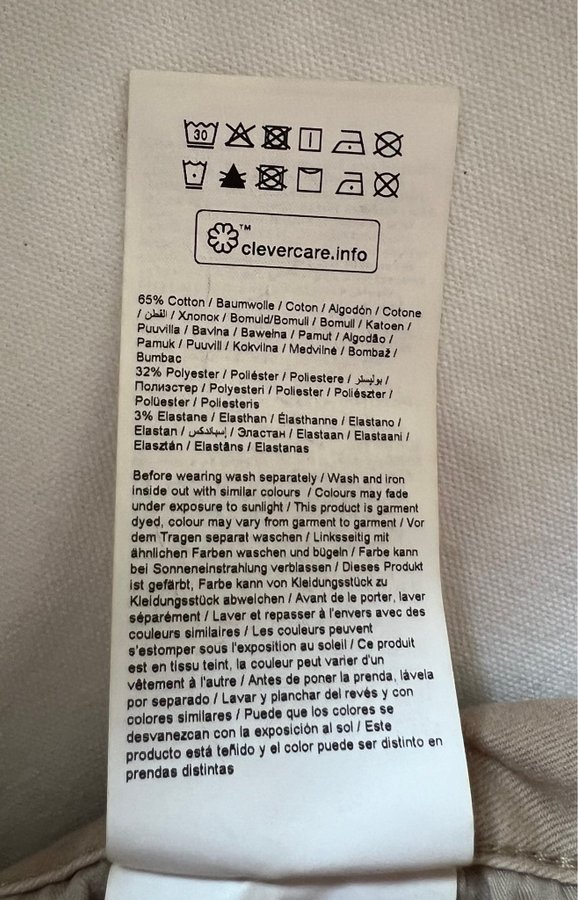 30
™
clevercare.info
65% Cotton / Baumwolle / Coton / Algodón / Cotone
/ القطن / Хлопок / Bomuld/Bomull / Bomull / Katoen /
Puuvilla / Bavlna / Bawełna / Pamut / Algodão /
Pamuk / Puuvill / Kokvilna / Medvilnė / Bombaž /
Bumbac
32% Polyester / Poliéster / Poliestere / بوليستر /
Полиэстер / Polyesteri / Poliester / Poliészter /
Polüester / Poliesteris
3% Elastane / Elasthan / Élasthanne / Elastano /
Elastan / إسباندكس / Эластан / Elastaan / Elastaani /
Elasztán / Elastāns / Elastanas
Before wearing wash separately / Wash and iron
inside out with similar colours / Colours may fade
under exposure to sunlight / This product is garment
dyed, colour may vary from garment to garment / Vor
dem Tragen separat waschen / Linksseitig mit
ähnlichen Farben waschen und bügeln / Farbe kann
bei Sonneneinstrahlung verblassen / Dieses Produkt
ist gefärbt, Farbe kann von Kleidungsstück zu
Kleidungsstück abweichen / Avant de le porter, laver
séparément / Laver et repasser à l'envers avec des
couleurs similaires / Les couleurs peuvent
s'estomper sous l'exposition au soleil / Ce produit
est en tissu teint, la couleur peut varier d'un
vêtement à l'autre / Antes de poner la prenda, lávela
por separado / Lavar y planchar del revés y con
colores similares / Puede que los colores se
desvanezcan con la exposición al sol / Este
producto está teñido y el color puede ser distinto en
prendas distintas